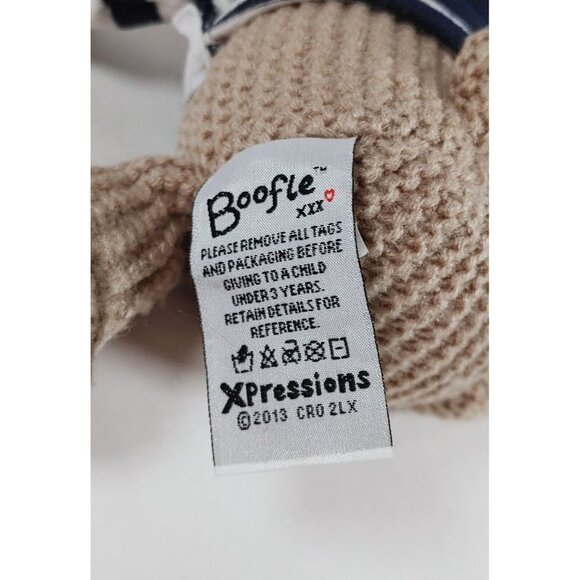 Boofle™
xxx
PLEASE REMOVE ALL TAGS
AND PACKAGING BEFORE
GIVING TO A CHILD
UNDER 3 YEARS.
RETAIN DETAILS FOR
REFERENCE.
XPressions
©2013 CR0 2LX